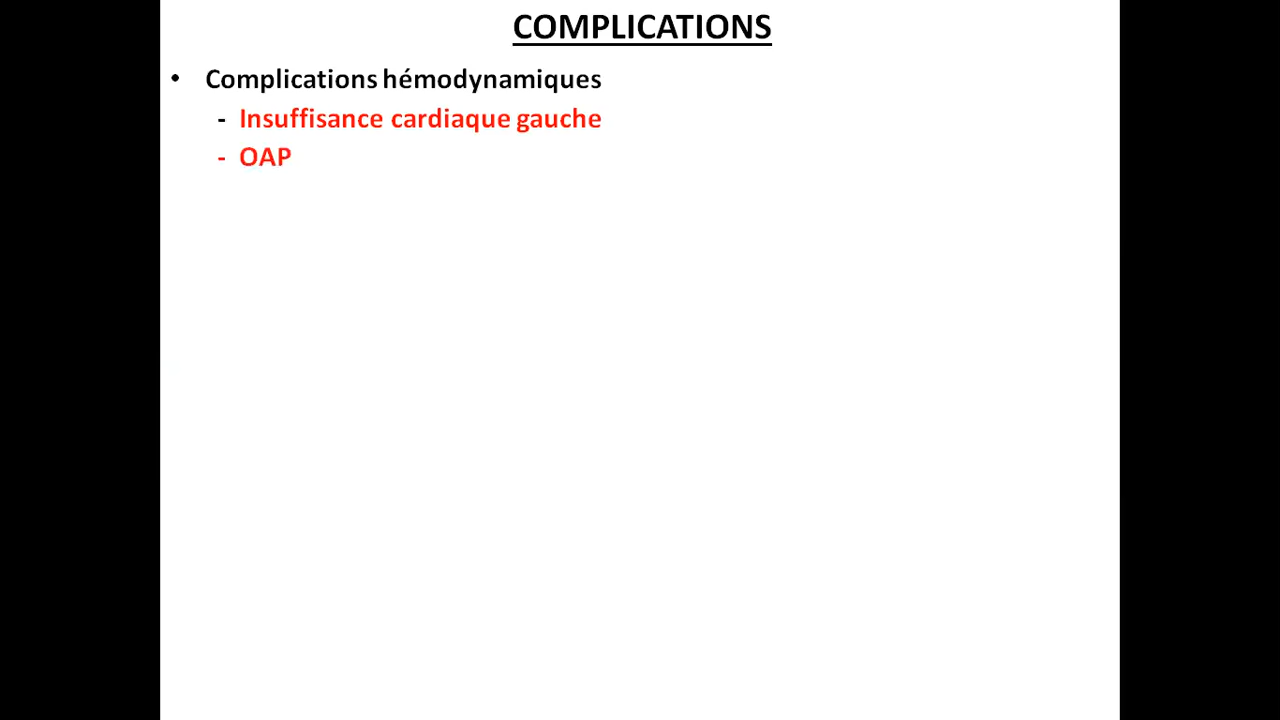 COMPLICATIONS
• Complications hémodynamiques
- Insuffisance cardiaque gauche
- OAP